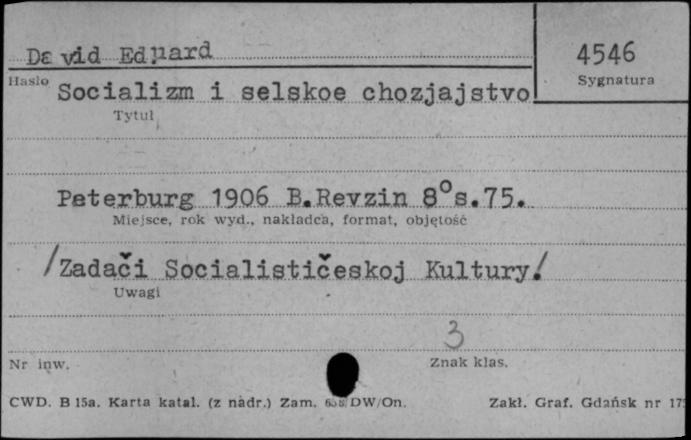 David Eduard
4546
Hasło
Sygnatura
Socializm i selskoe chozjajstvo
Tytuł
Peterburg 1906 B.Revzin 8°s.75.
Miejsce, rok wyd., nakładca, format, objętość
/Zadači Socialističeskoj Kultury/
Uwagi
3
Nr inw.
Znak klas.
CWD. B 15a. Karta katal. (z nadr.) Zam. DW/On.
Zakł. Graf. Gdańsk nr